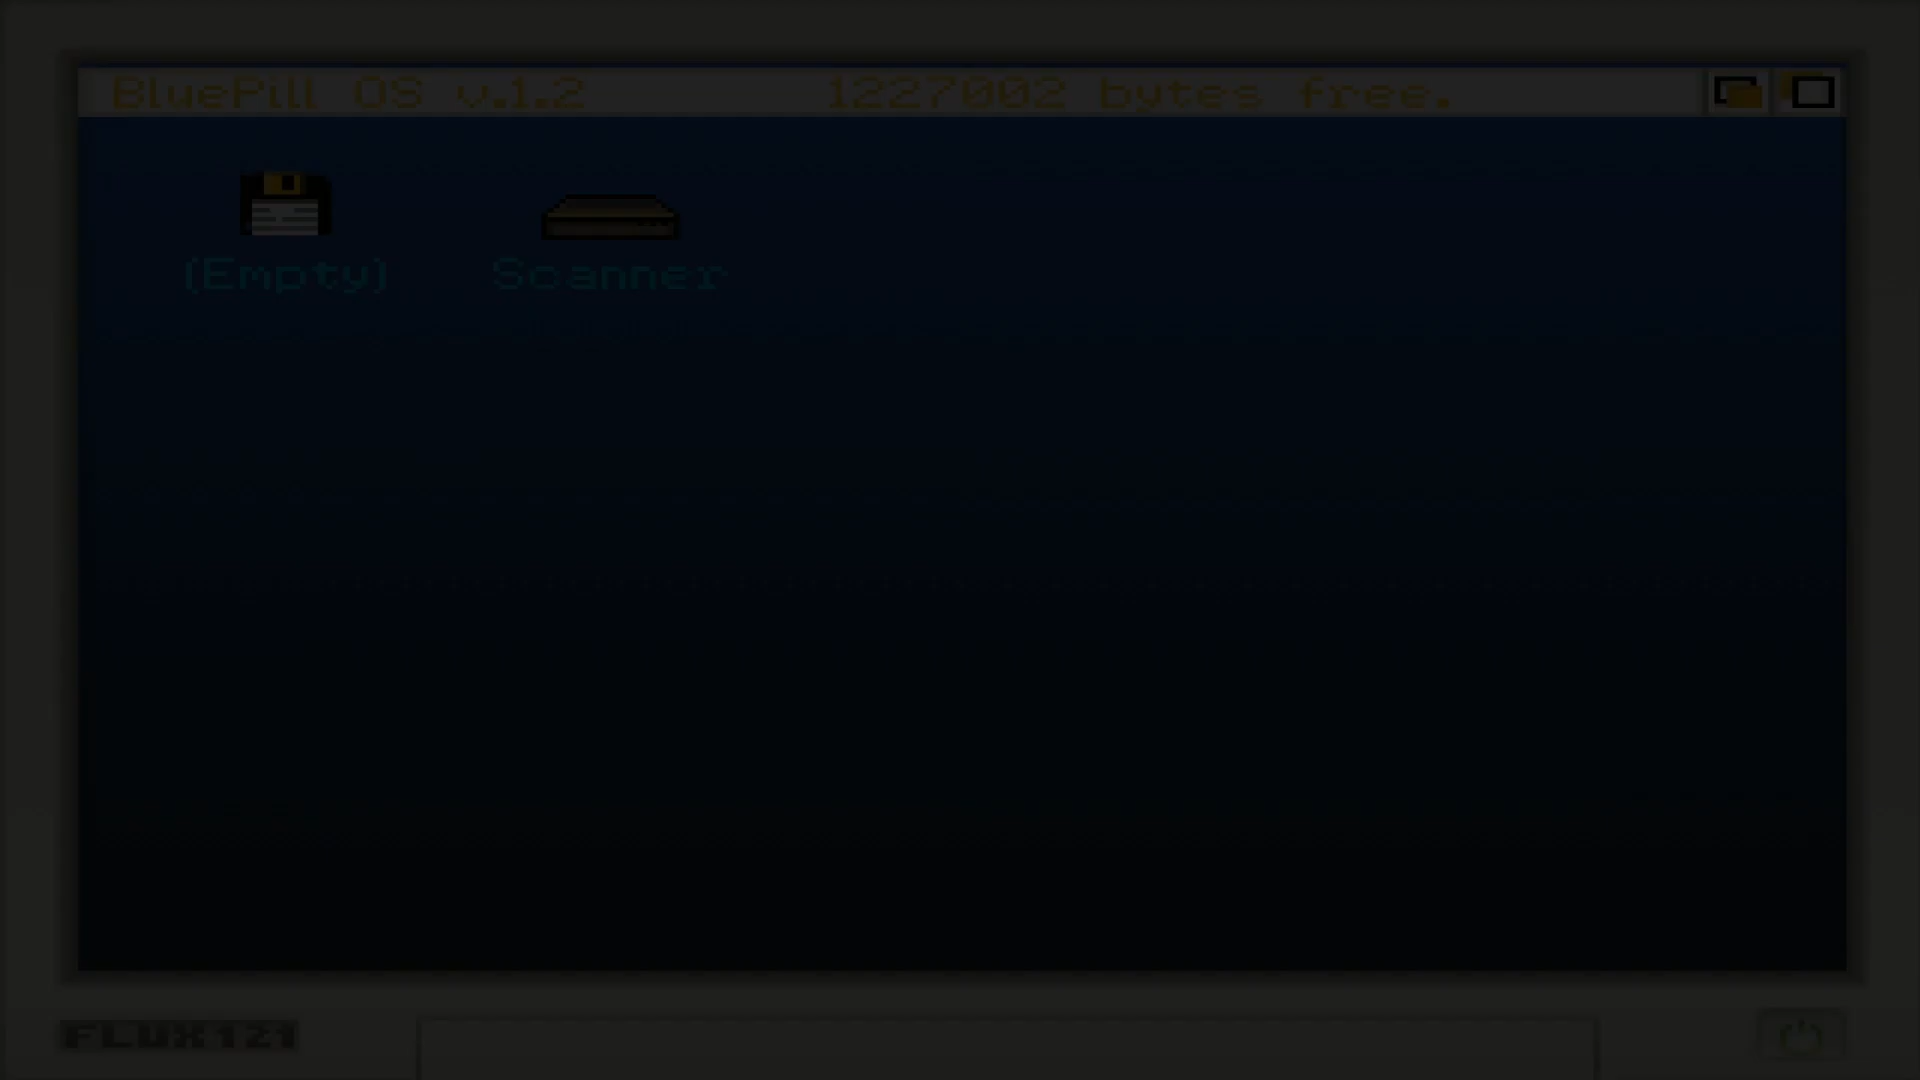 BluePill OS v.1.2 1227002 bytes free.
(Empty) Scanner
FLUX121